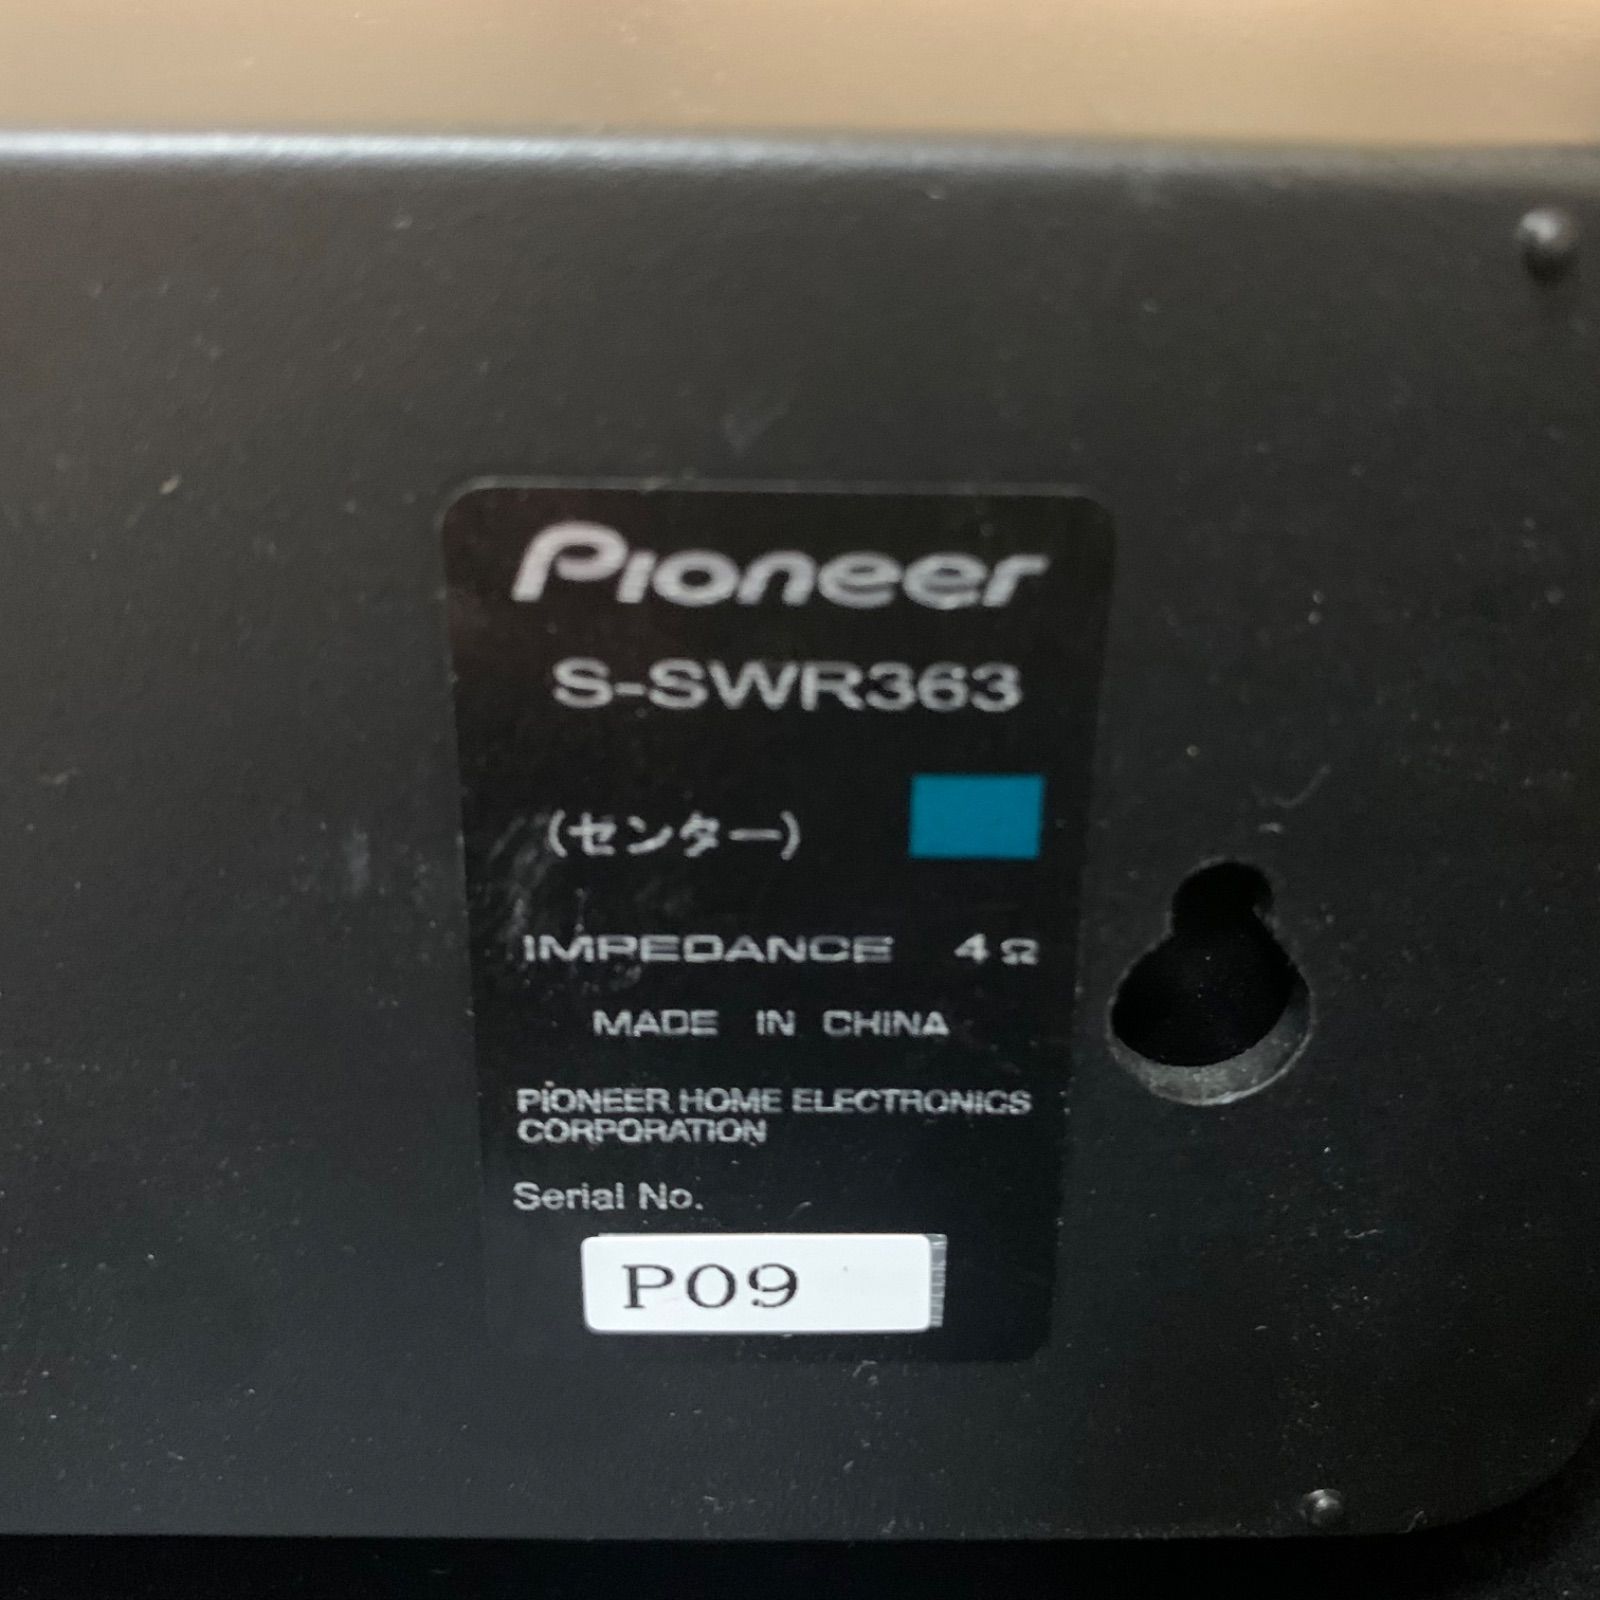 Pioneer
S-SWR363
(センター)
IMPEDANCE 4Ω
MADE IN CHINA
PIONEER HOME ELECTRONICS
CORPORATION
Serial No.
P09